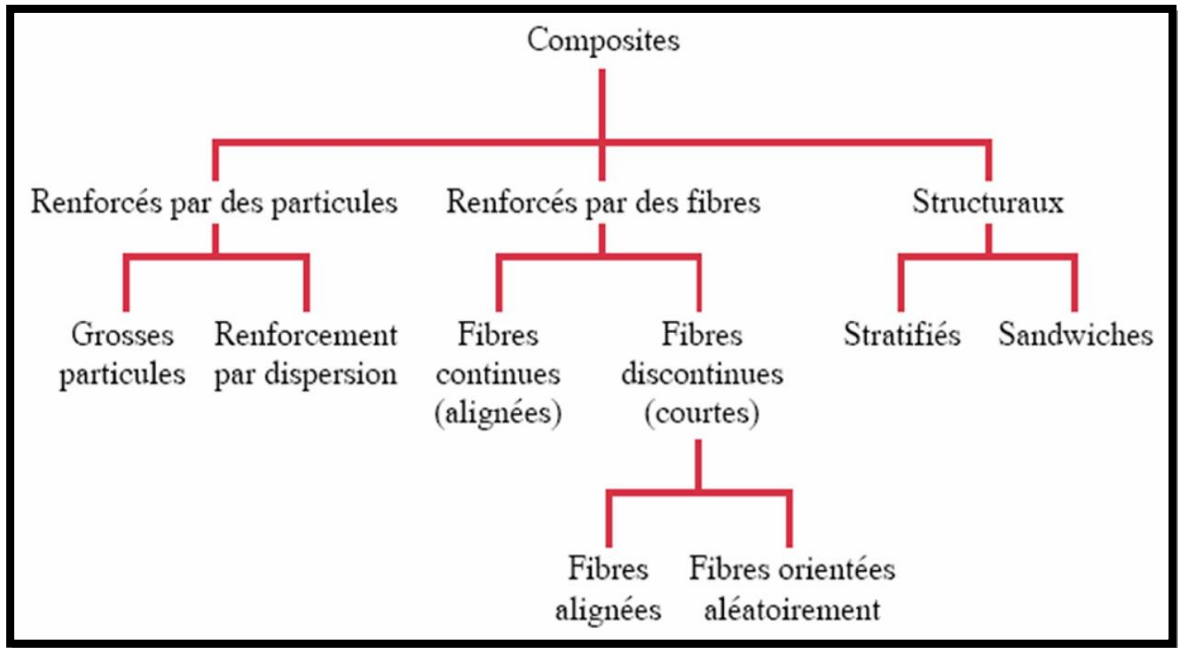 Composites
Renforcés par des particules
Renforcés par des fibres
Structuraux
Grosses
particules
Renforcement
par dispersion
Fibres
continues
(alignées)
Fibres
discontinues
(courtes)
Stratifiés
Sandwiches
Fibres
alignées
Fibres orientées
aléatoirement